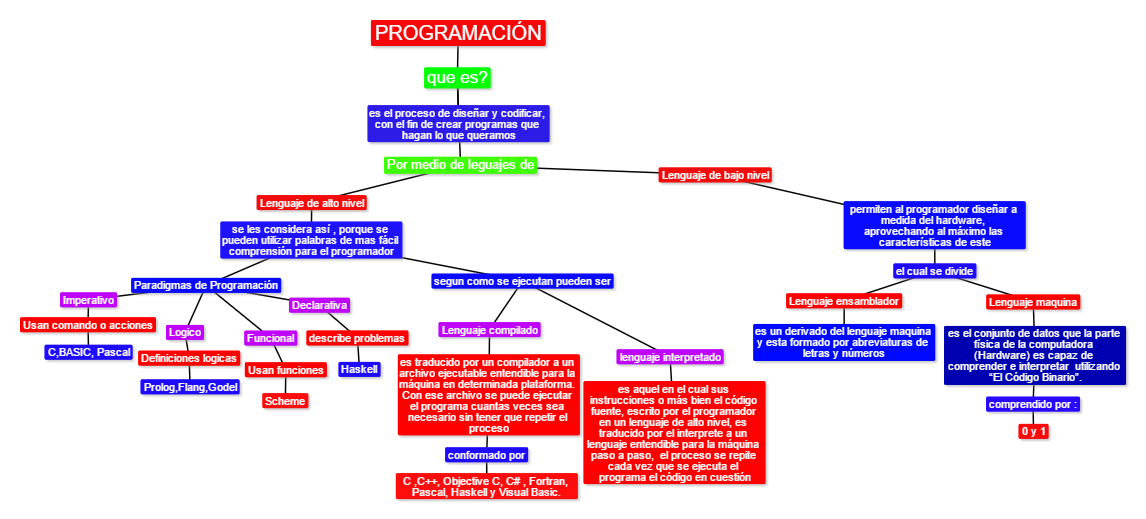 PROGRAMACIÓN
que es?
es el proceso de diseñar y codificar,
con el fin de crear programas que
hagan lo que queramos
Por medio de leguajes de
Lenguaje de bajo nivel
Lenguaje de alto nivel
se les considera así , porque se
pueden utilizar palabras de mas fácil
comprensión para el programador
permiten al programador diseñar a
medida del hardware,
aprovechando al máximo las
características de este
el cual se divide
Paradigmas de Programación
segun como se ejecutan pueden ser
Imperativo
Declarativa
Lenguaje ensamblador
Lenguaje maquina
Usan comando o acciones
Logico
Funcional
Lenguaje compilado
describe problemas
es un derivado del lenguaje maquina
y esta formado por abreviaturas de
letras y números
es el conjunto de datos que la parte
física de la computadora
(Hardware) es capaz de
comprender e interpretar utilizando
"El Código Binario".
C,BASIC, Pascal
Definiciones logicas
lenguaje interpretado
Usan funciones
Haskell
es traducido por un compilador a un
archivo ejecutable entendible para la
máquina en determinada plataforma.
Con ese archivo se puede ejecutar
el programa cuantas veces sea
necesario sin tener que repetir el
proceso
Prolog,Flang,Godel
Scheme
es aquel en el cual sus
instrucciones o más bien el código
fuente, escrito por el programador
en un lenguaje de alto nivel, es
traducido por el interprete a un
lenguaje entendible para la máquina
paso a paso, el proceso se repite
cada vez que se ejecuta el
programa el código en cuestión
comprendido por :
0 y 1
conformado por
C ,C++, Objective C, C# , Fortran,
Pascal, Haskell y Visual Basic.